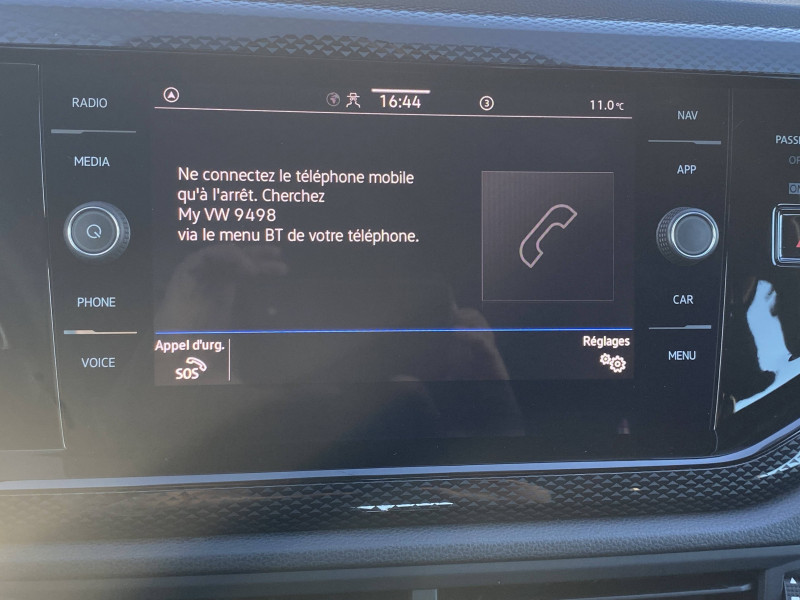 RADIO
MEDIA
PHONE
VOICE
16:44
3
11.0 °C
Ne connectez le téléphone mobile
qu'à l'arrêt. Cherchez
My VW 9498
via le menu BT de votre téléphone.
Appel d'urg.
SOS
Réglages
NAV
APP
CAR
MENU